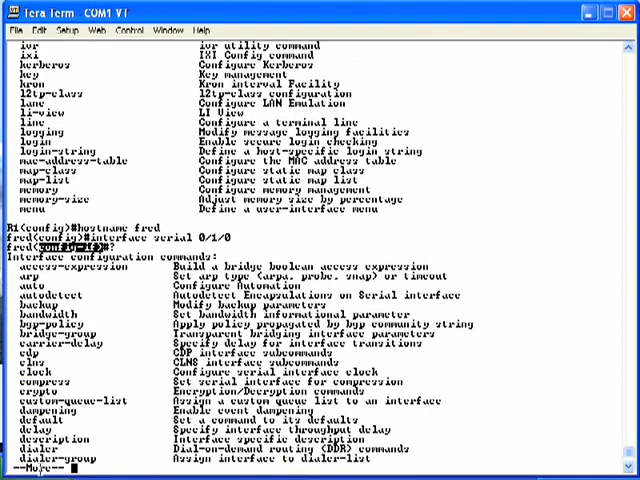 Tera Term - COM1 VT
File Edit Setup Web Control Window Help
ior ior utility command
ixi IXI Config command
kerberos Configure Kerberos
key Key management
kron Kron interval Facility
l2tp-class l2tp-class configuration
lane Configure LAN Emulation
li-view LI View
line Configure a terminal line
logging Modify message logging facilities
login Enable secure login checking
login-string Define a host-specific login string
mac-address-table Configure the MAC address table
map-class Configure static map class
map-list Configure static map list
memory Configure memory management
memory-size Adjust memory size by percentage
menu Define a user-interface menu
R1(config)#hostname fred
fred(config)#interface serial 0/1/0
fred(config-if)#?
Interface configuration commands:
access-expression Build a bridge boolean access expression
arp Set arp type (arpa, probe, snap) or timeout
auto Configure Automation
autodetect Autodetect Encapsulations on Serial interface
backup Modify backup parameters
bandwidth Set bandwidth informational parameter
bgp-policy Apply policy propagated by bgp community string
bridge-group Transparent bridging interface parameters
carrier-delay Specify delay for interface transitions
cdp CDP interface subcommands
clns CLNS interface subcommands
clock Configure serial interface clock
compress Set serial interface for compression
crypto Encryption/Decryption commands
custom-queue-list Assign a custom queue list to an interface
dampening Enable event dampening
default Set a command to its defaults
delay Specify interface throughput delay
description Interface specific description
dialer Dial-on-demand routing (DDR) commands
dialer-group Assign interface to dialer-list
--More--